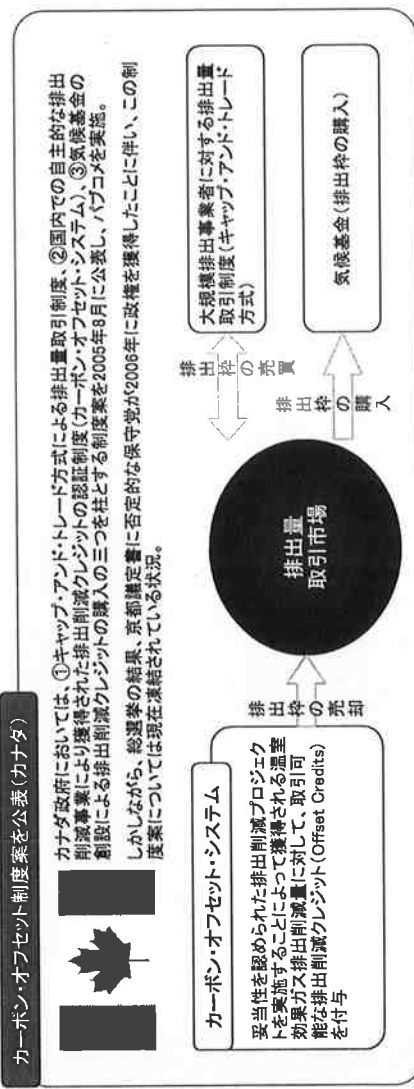 カーボン・オフセット制度案を公表(カナダ)
カナダ政府においては、①キャップ・アンド・トレード方式による排出量取引制度、②国内での自主的な排出
削減事業により獲得された排出削減クレジットの認証制度(カーボン・オフセット・システム)、③気候基金の
創設による排出削減クレジットの購入の三つを柱とする制度案を2005年8月に公表し、パブコメを実施。
しかしながら、総選挙の結果、京都議定書に否定的な保守党が2006年に政権を獲得したことに伴い、この制
度案については現在凍結されている状況。
カーボン・オフセット・システム
妥当性を認められた排出削減プロジェク
トを実施することによって獲得される温室
効果ガス排出削減量に対して、取引可
能な排出削減クレジット(Offset Credits)
を付与
排出枠の売却
排出量
取引市場
排出枠の売買
大規模排出事業者に対する排出量
取引制度(キャップ・アンド・トレード
方式)
排出枠の購入
気候基金(排出枠の購入)